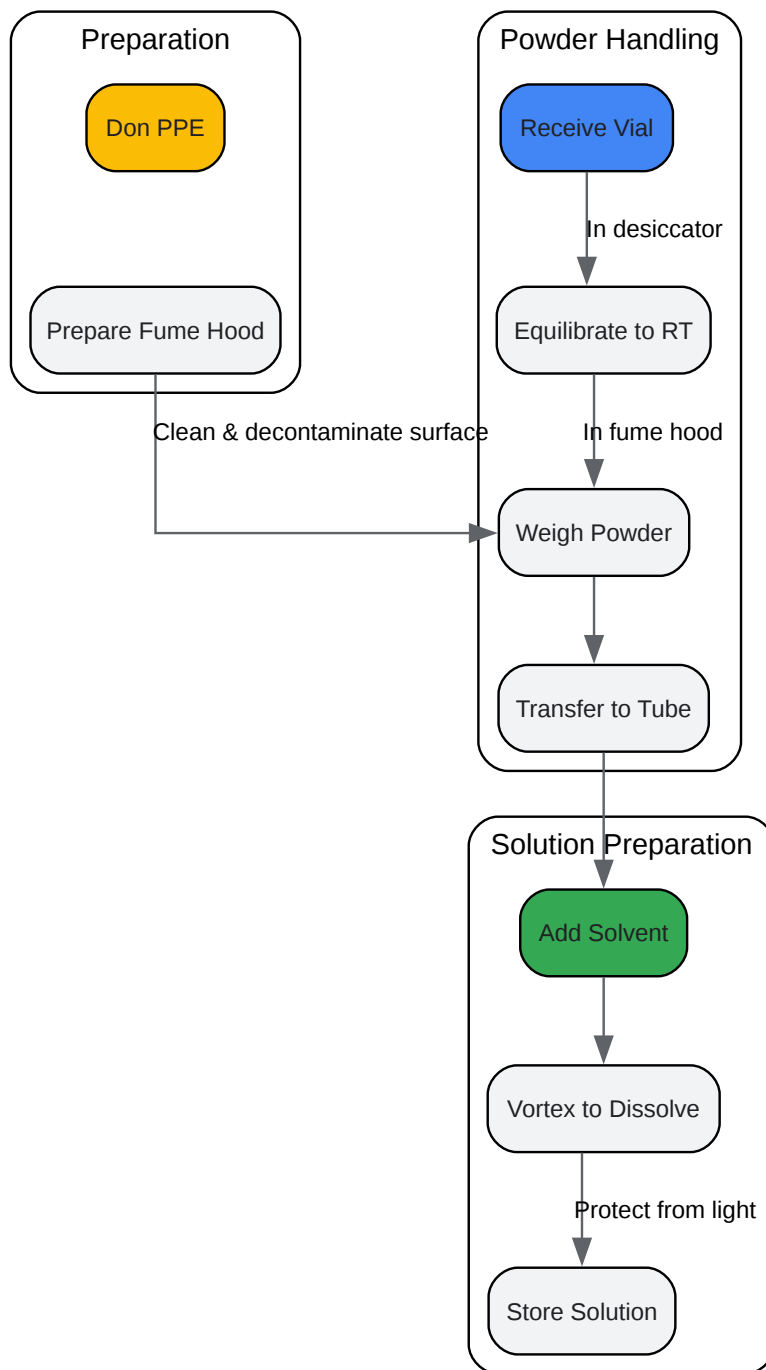 Preparation
Don PPE
Prepare Fume Hood
Clean & decontaminate surface
Powder Handling
Receive Vial
In desiccator
Equilibrate to RT
In fume hood
Weigh Powder
Transfer to Tube
Solution Preparation
Add Solvent
Vortex to Dissolve
Protect from light
Store Solution